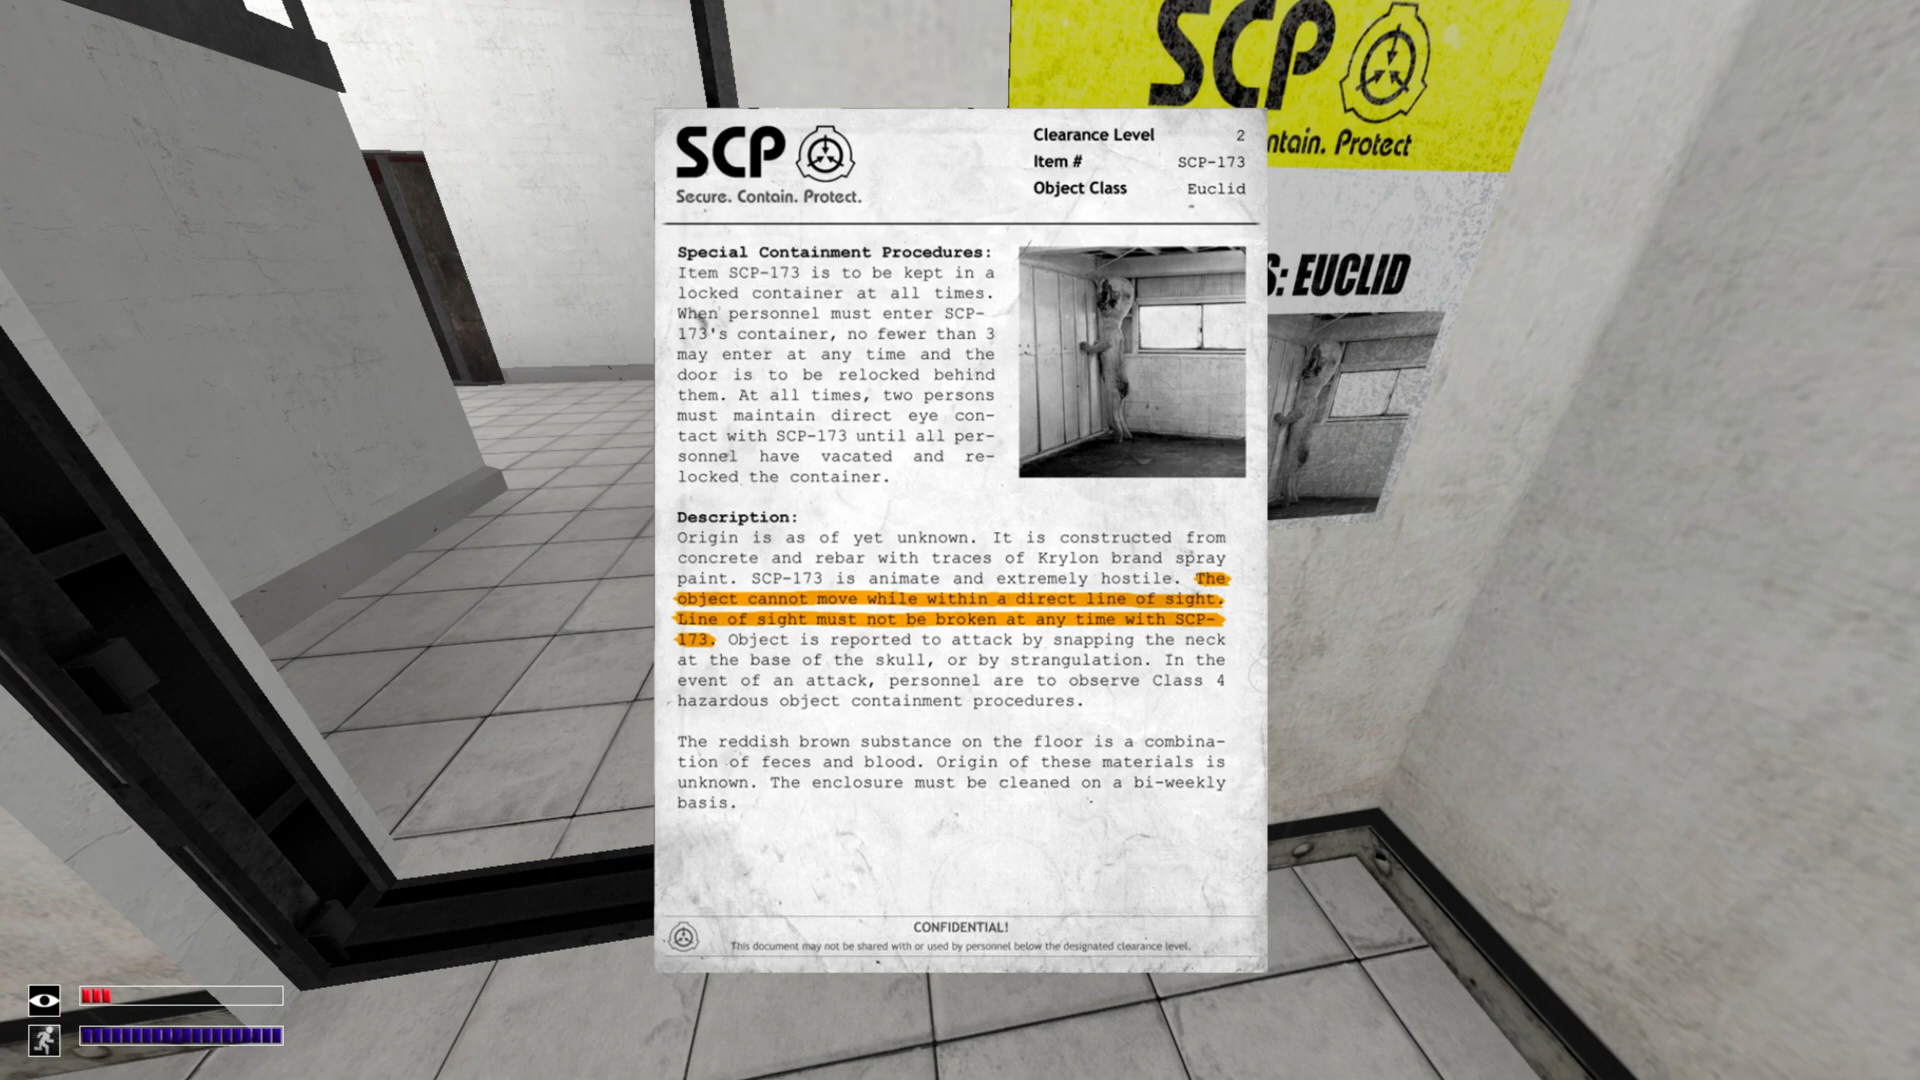 SCP
ntain. Protect
S: EUCLID
SCP
Secure. Contain. Protect.
Clearance Level 2
Item # SCP-173
Object Class Euclid
Special Containment Procedures:
Item SCP-173 is to be kept in a
locked container at all times.
When personnel must enter SCP-
173's container, no fewer than 3
may enter at any time and the
door is to be relocked behind
them. At all times, two persons
must maintain direct eye con-
tact with SCP-173 until all per-
sonnel have vacated and re-
locked the container.
Description:
Origin is as of yet unknown. It is constructed from
concrete and rebar with traces of Krylon brand spray
paint. SCP-173 is animate and extremely hostile. The
object cannot move while within a direct line of sight.
Line of sight must not be broken at any time with SCP-
173. Object is reported to attack by snapping the neck
at the base of the skull, or by strangulation. In the
event of an attack, personnel are to observe Class 4
hazardous object containment procedures.
The reddish brown substance on the floor is a combina-
tion of feces and blood. Origin of these materials is
unknown. The enclosure must be cleaned on a bi-weekly
basis.
CONFIDENTIAL!
This document may not be shared with or used by personnel below the designated clearance level.